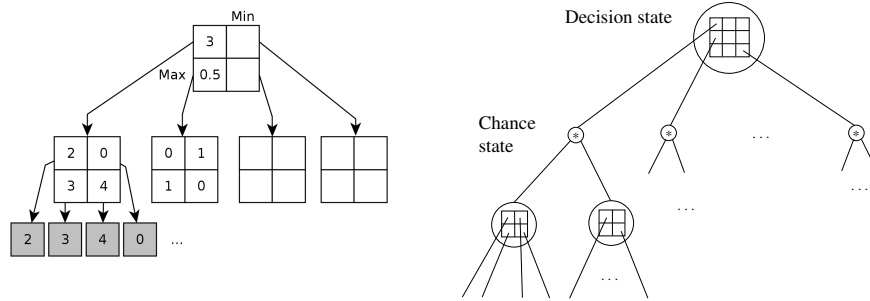 Min
3
Max 0.5
2 0
3 4
0 1
1 0
2 3 4 0 ...
Decision state
* * ... *
Chance
state
...
...
...